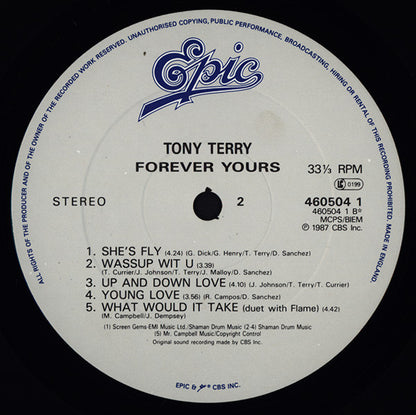 ALL RIGHTS OF THE PRODUCER AND OF THE OWNER OF THE RECORDED WORK RESERVED. UNAUTHORISED PUBLIC PERFORMANCE, BROADCASTING, HIRING OR RENTAL OF THIS RECORDING PROHIBITED. MADE IN ENGLAND.
Epic
TONY TERRY
FOREVER YOURS
33⅓ RPM
LC 0199
STEREO
2
460504 1
460504 1 B°
MCPS/BIEM
℗ 1987 CBS Inc.
1. SHE'S FLY (4.24) (G. Dick/G. Henry/T. Terry/D. Sanchez)
2. WASSUP WIT U (3.39)
(T. Currier/J. Johnson/T. Terry/J. Malloy/D. Sanchez)
3. UP AND DOWN LOVE (4.10) (J. Johnson/T. Terry/T. Currier)
4. YOUNG LOVE (3.56) (R. Campos/D. Sanchez)
5. WHAT WOULD IT TAKE (duet with Flame) (4.42)
(M. Campbell/J. Dempsey)
(1) Screen Gems-EMI Music Ltd./Shaman Drum Music (2-4) Shaman Drum Music
(5) Mr. Campbell Music/Copyright Control
Original sound recording made by CBS Inc.
EPIC & CBS INC.